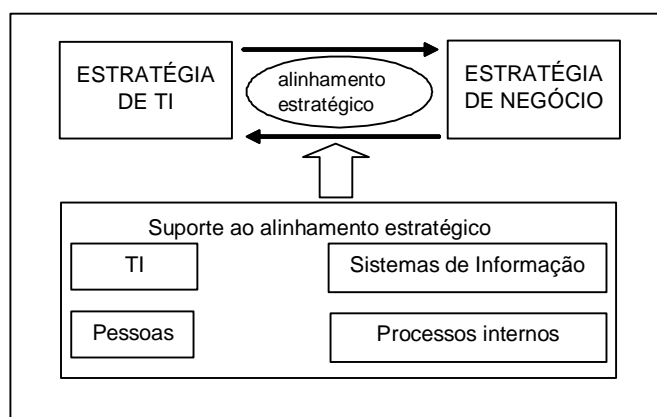 ESTRATÉGIA
DE TI
alinhamento
estratégico
ESTRATÉGIA
DE NEGÓCIO
Suporte ao alinhamento estratégico
TI
Sistemas de Informação
Pessoas
Processos internos